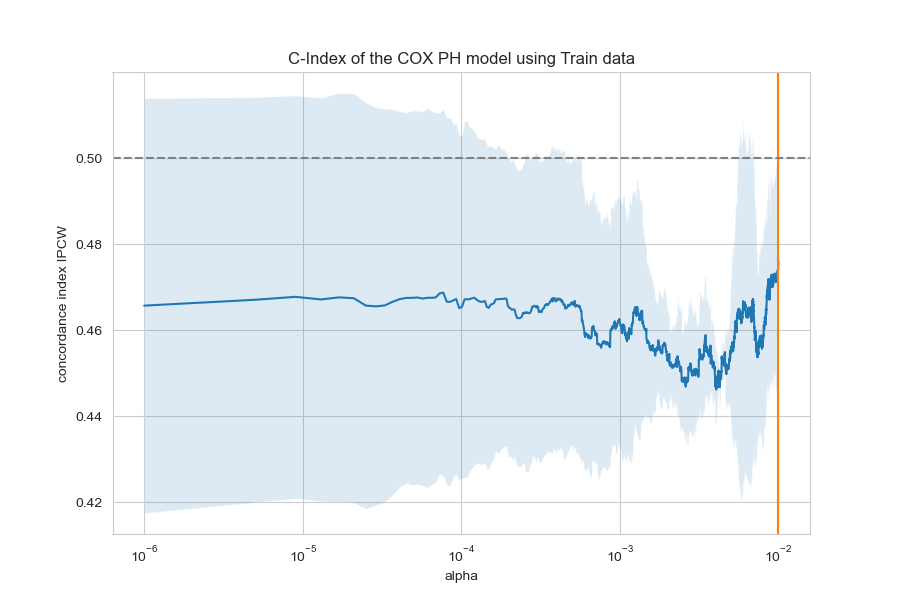 C-Index of the COX PH model using Train data
concordance index IPCW
0.50
0.48
0.46
0.44
0.42
10⁻⁶ 10⁻⁵ 10⁻⁴ 10⁻³ 10⁻²
alpha